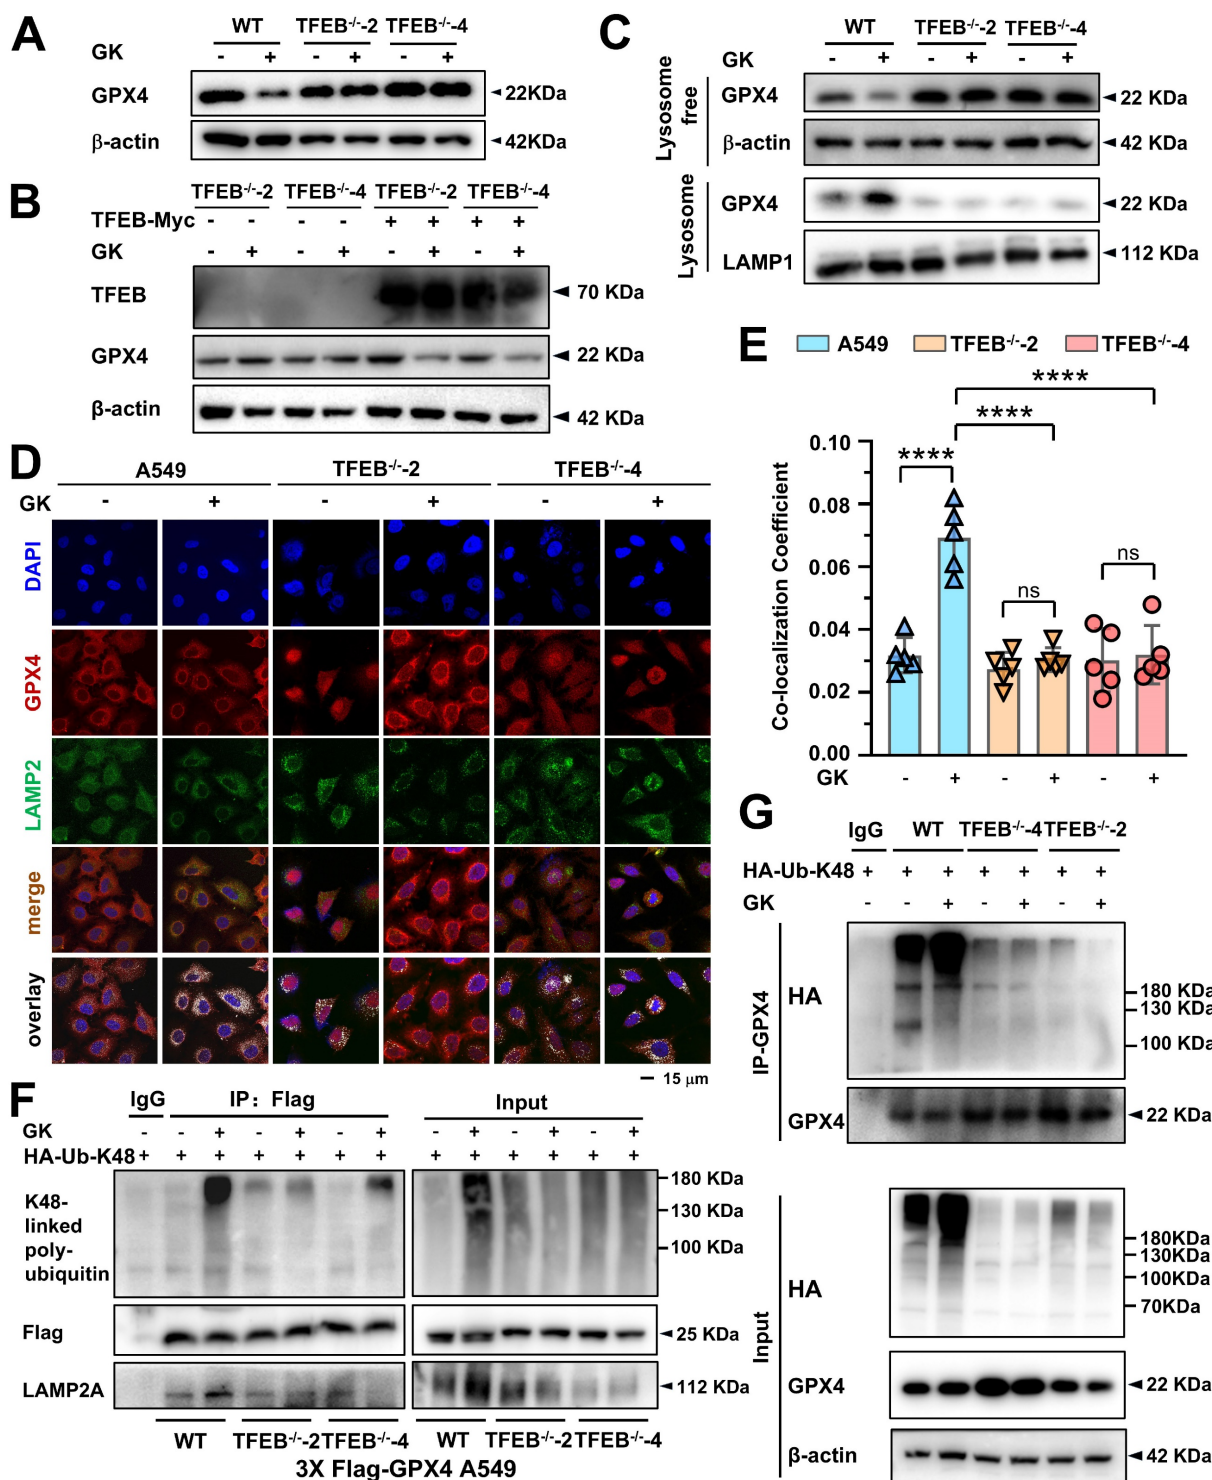 A
WT TFEB-/--2 TFEB-/--4
GK - + - + - +
GPX4 22KDa
β-actin 42KDa
B
TFEB-/--2 TFEB-/--4 TFEB-/--2 TFEB-/--4
TFEB-Myc - - - - + + + +
GK - + - + - + - +
TFEB 70 KDa
GPX4 22 KDa
β-actin 42 KDa
C
WT TFEB-/--2 TFEB-/--4
GK - + - + - +
Lysosome free
GPX4 22 KDa
β-actin 42 KDa
Lysosome
GPX4 22 KDa
LAMP1 112 KDa
D
A549 TFEB-/--2 TFEB-/--4
GK - + - + - +
DAPI
GPX4
LAMP2
merge
overlay
15 μm
E
A549 TFEB-/--2 TFEB-/--4
****
****
****
ns
ns
Co-localization Coefficient
0.10
0.08
0.06
0.04
0.02
0.00
GK - + - + - +
F
IgG IP: Flag Input
GK - - + - + - + - + - + - +
HA-Ub-K48 + + + + + + + + + + + + +
K48-
linked
poly-
ubiquitin
180 KDa
130 KDa
100 KDa
Flag 25 KDa
LAMP2A 112 KDa
WT TFEB-/--2 TFEB-/--4 WT TFEB-/--2 TFEB-/--4
3X Flag-GPX4 A549
G
IgG WT TFEB-/--4 TFEB-/--2
HA-Ub-K48 + + + + + + +
GK - - + - + - +
IP-GPX4
HA
180 KDa
130 KDa
100 KDa
GPX4 22 KDa
Input
HA
180KDa
130KDa
100KDa
70KDa
GPX4 22 KDa
β-actin 42 KDa